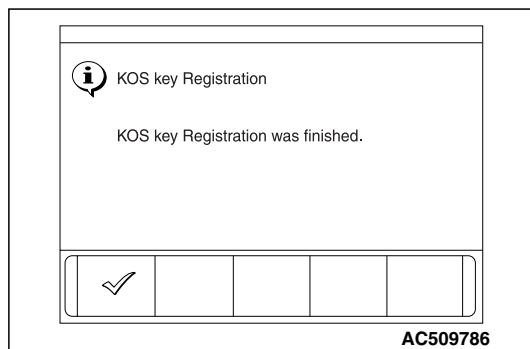 KOS key Registration
KOS key Registration was finished.
AC509786